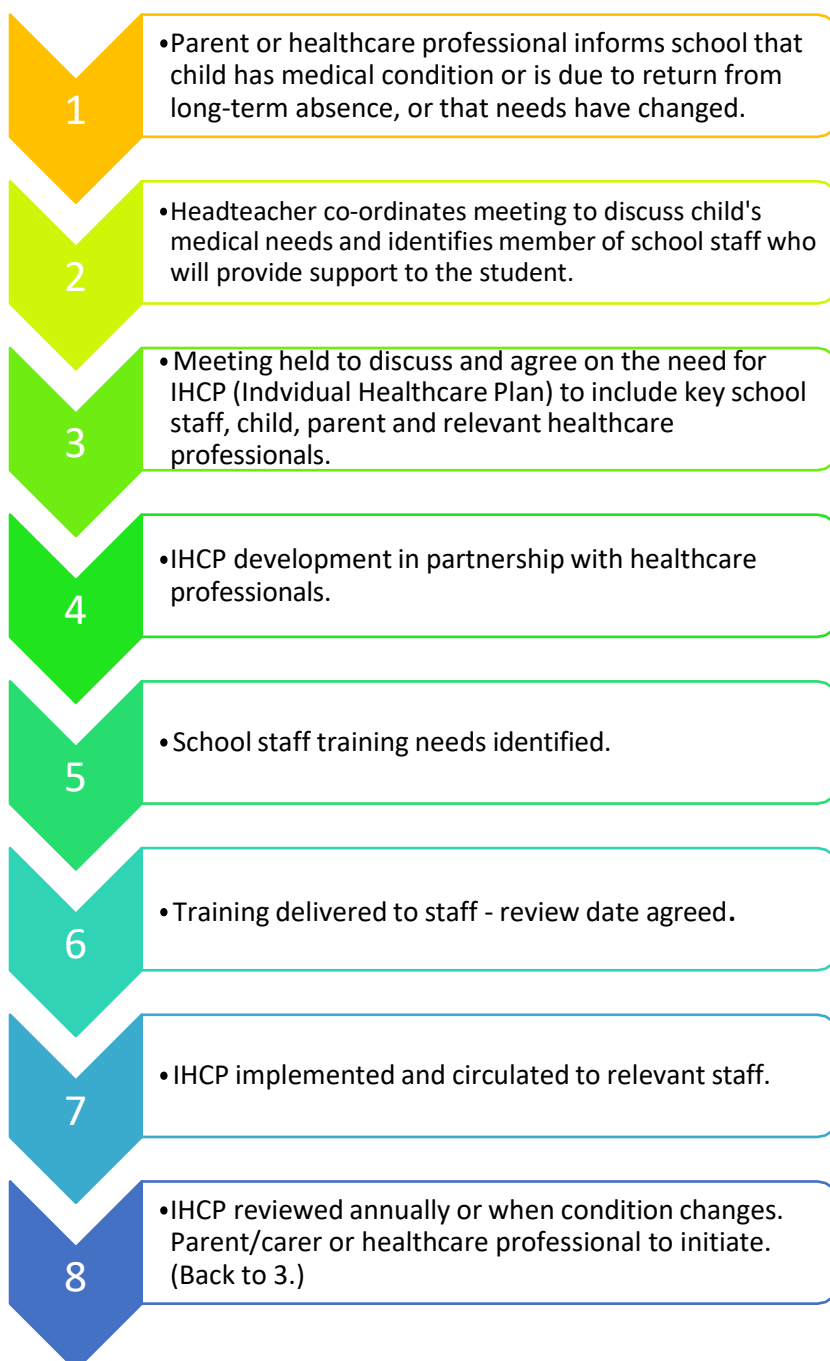 1
•Parent or healthcare professional informs school that
child has medical condition or is due to return from
long-term absence, or that needs have changed.
2
•Headteacher co-ordinates meeting to discuss child's
medical needs and identifies member of school staff who
will provide support to the student.
3
• Meeting held to discuss and agree on the need for
IHCP (Indvidual Healthcare Plan) to include key school
staff, child, parent and relevant healthcare
professionals.
4
•IHCP development in partnership with healthcare
professionals.
5
•School staff training needs identified.
6
•Training delivered to staff - review date agreed.
7
•IHCP implemented and circulated to relevant staff.
8
•IHCP reviewed annually or when condition changes.
Parent/carer or healthcare professional to initiate.
(Back to 3.)